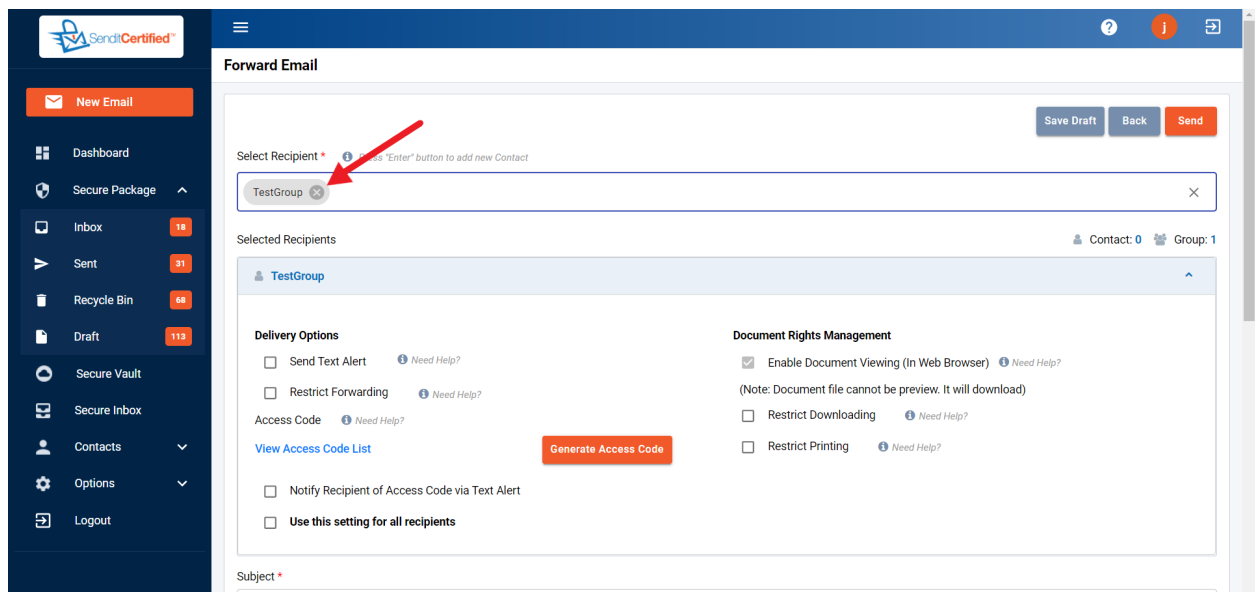 SenditCertified™
j
Forward Email
New Email
Save Draft
Back
Send
Dashboard
Select Recipient *
Press "Enter" button to add new Contact
Secure Package
TestGroup
Inbox
18
Selected Recipients
Contact: 0
Group: 1
Sent
31
TestGroup
Recycle Bin
68
Draft
113
Delivery Options
Document Rights Management
Send Text Alert
Need Help?
Enable Document Viewing (In Web Browser)
Need Help?
Secure Vault
Restrict Forwarding
Need Help?
(Note: Document file cannot be preview. It will download)
Secure Inbox
Access Code
Need Help?
Restrict Downloading
Need Help?
Contacts
View Access Code List
Generate Access Code
Restrict Printing
Need Help?
Options
Notify Recipient of Access Code via Text Alert
Logout
Use this setting for all recipients
Subject *